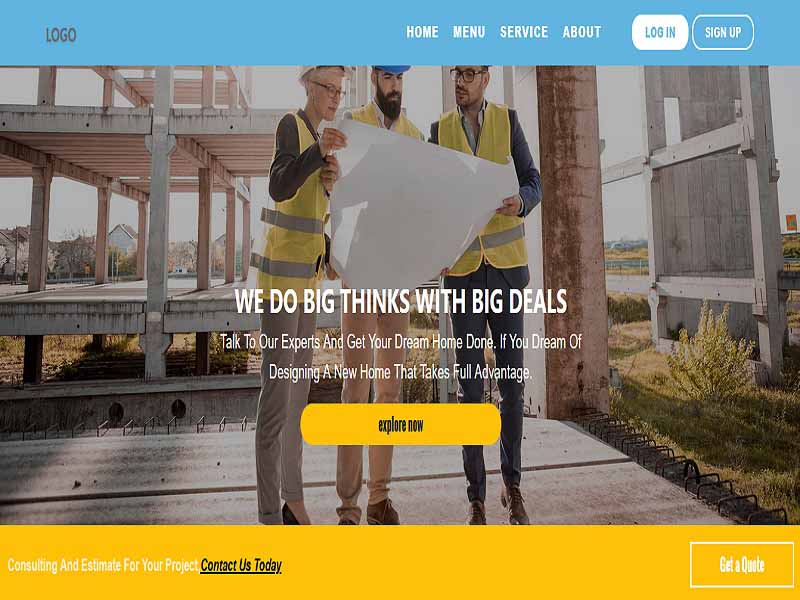 LOGO
HOME MENU SERVICE ABOUT LOG IN SIGN UP
WE DO BIG THINKS WITH BIG DEALS
Talk To Our Experts And Get Your Dream Home Done. If You Dream Of
Designing A New Home That Takes Full Advantage.
explore now
Consulting And Estimate For Your Project,Contact Us Today
Get a Quote